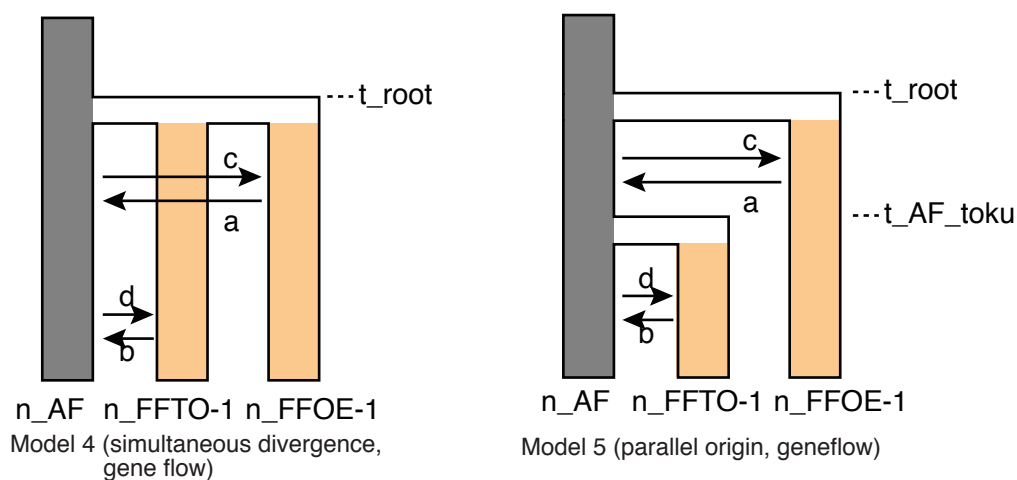 ---t_root
c
a
d
b
n_AF n_FFTO-1 n_FFOE-1
Model 4 (simultaneous divergence,
gene flow)
---t_root
c
a
---t_AF_toku
d
b
n_AF n_FFTO-1 n_FFOE-1
Model 5 (parallel origin, geneflow)